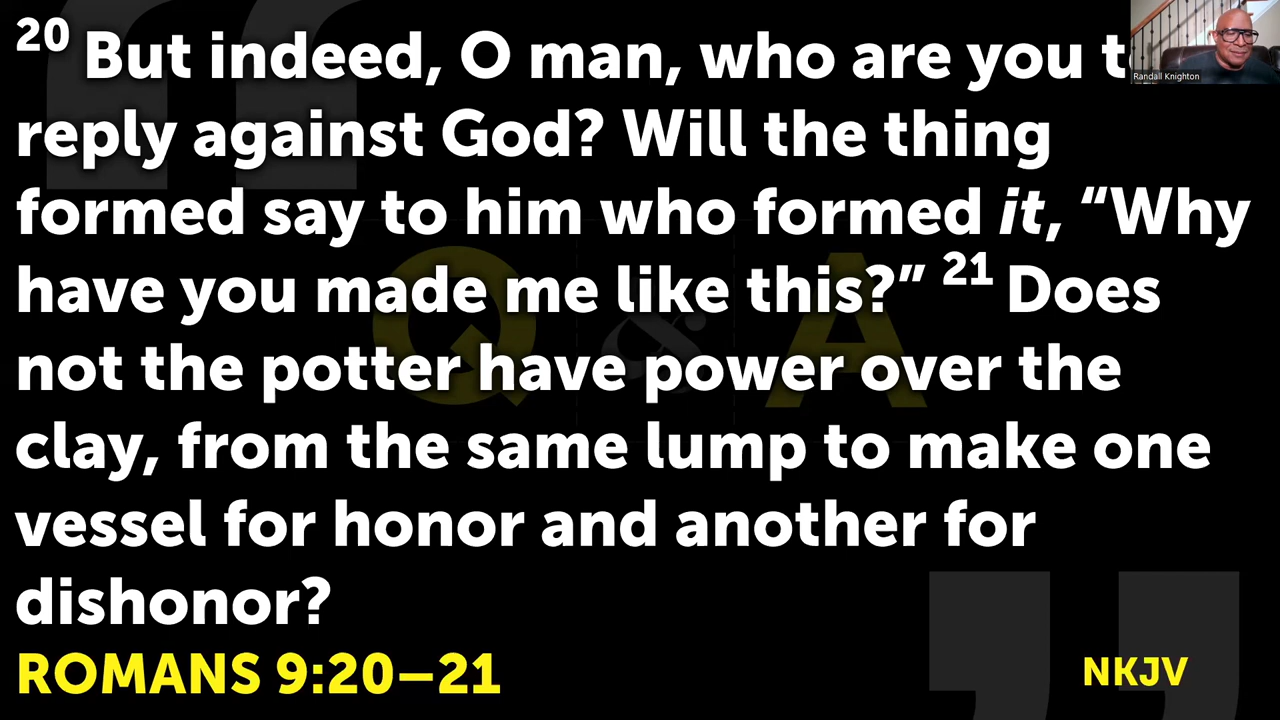 20 But indeed, O man, who are you
reply against God? Will the thing
formed say to him who formed it, “Why
have you made me like this?” 21 Does
not the potter have power over the
clay, from the same lump to make one
vessel for honor and another for
dishonor?
ROMANS 9:20–21
NKJV
Randall Knighton
Q & A